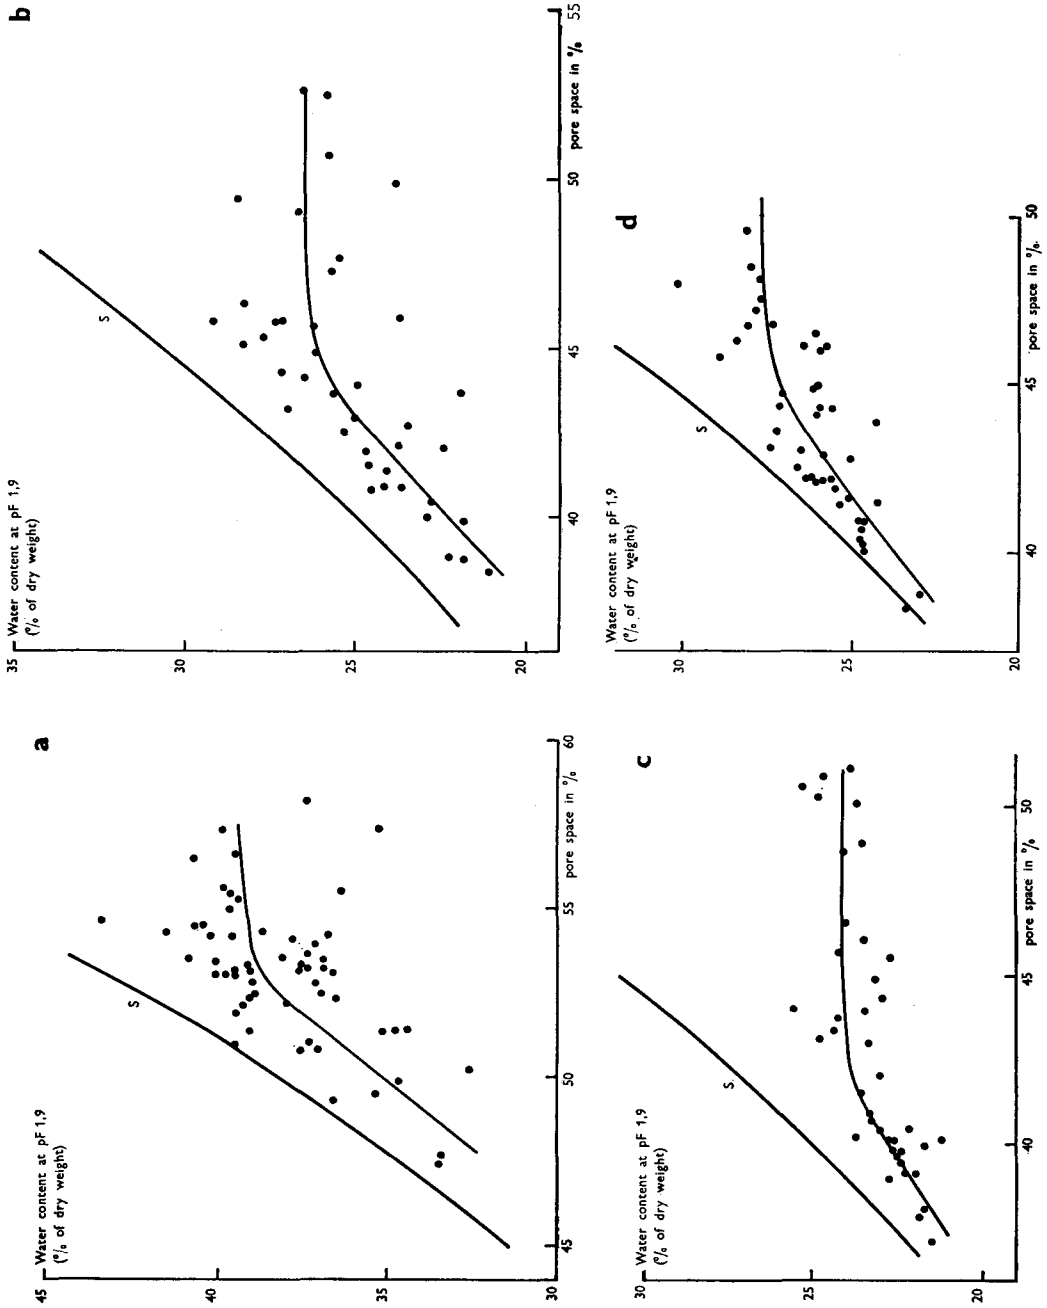 a
Water content at pF 1,9
(% of dry weight)
45
40
35
30
S
45
50
55
60
pore space in %
b
Water content at pF 1,9
(% of dry weight)
35
30
25
20
S
40
45
50
55
pore space in %
c
Water content at pF 1,9
(% of dry weight)
30
25
20
S.
40
45
50
pore space in %
d
Water content at pF 1,9
(% of dry weight)
30
25
20
S
40
45
50
pore space in %.